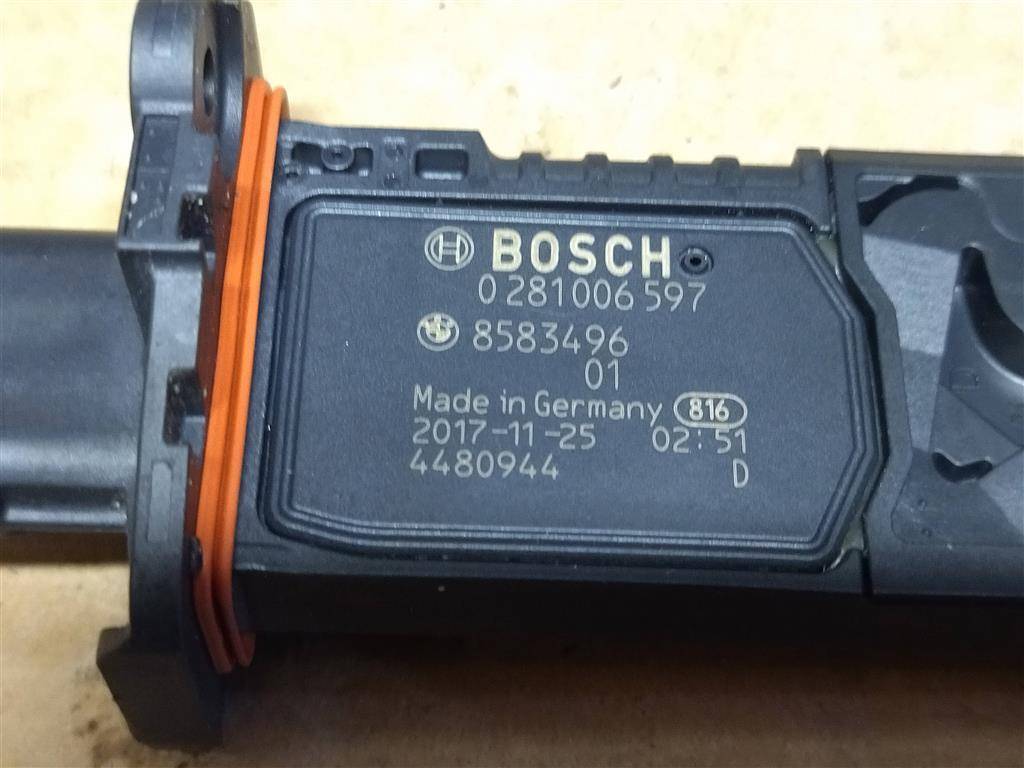 BOSCH
0 281 006 597
8583496
01
Made in Germany 816
2017-11-25 02:51
4480944 D